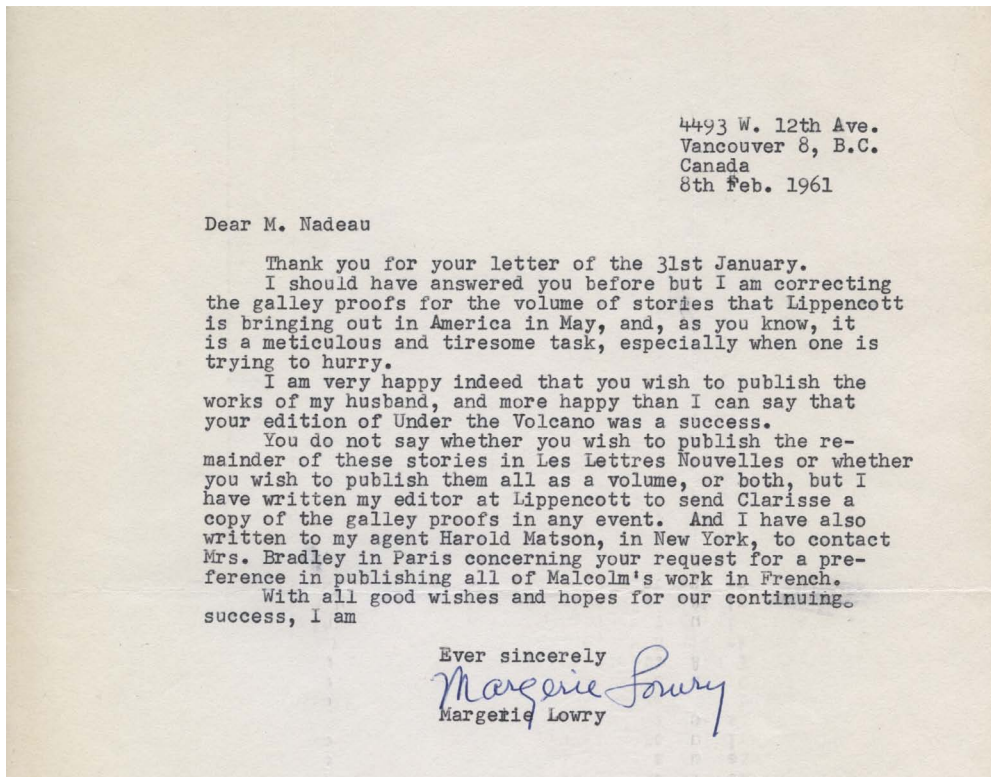 4493 W. 12th Ave.
Vancouver 8, B.C.
Canada
8th Feb. 1961
Dear M. Nadeau
Thank you for your letter of the 31st January.
I should have answered you before but I am correcting
the galley proofs for the volume of stories that Lippencott
is bringing out in America in May, and, as you know, it
is a meticulous and tiresome task, especially when one is
trying to hurry.
I am very happy indeed that you wish to publish the
works of my husband, and more happy than I can say that
your edition of Under the Volcano was a success.
You do not say whether you wish to publish the re-
mainder of these stories in Les Lettres Nouvelles or whether
you wish to publish them all as a volume, or both, but I
have written my editor at Lippencott to send Clarisse a
copy of the galley proofs in any event. And I have also
written to my agent Harold Matson, in New York, to contact
Mrs. Bradley in Paris concerning your request for a pre-
ference in publishing all of Malcolm's work in French.
With all good wishes and hopes for our continuing
success, I am
Ever sincerely
Margerie Lowry
Margerie Lowry